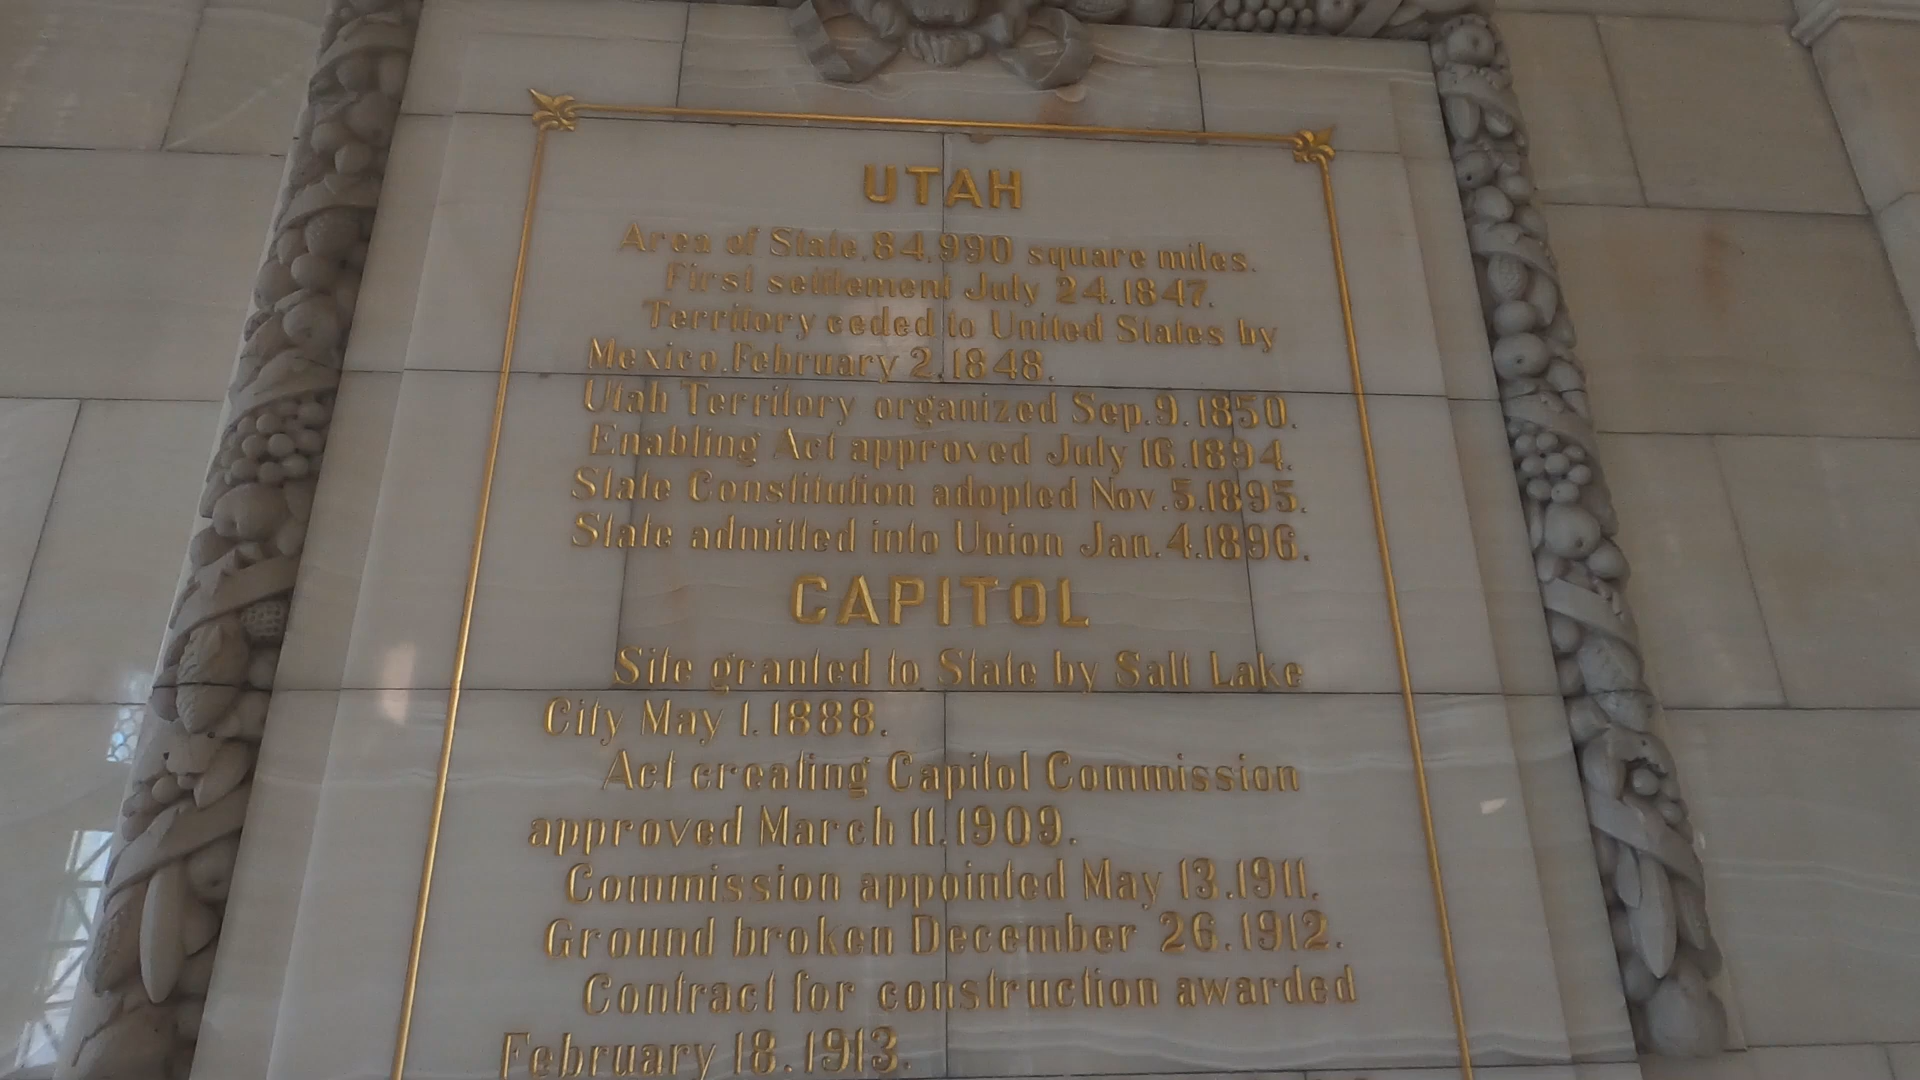 UTAH
Area of State, 84,990 square miles.
First settlement July 24, 1847.
Territory ceded to United States by
Mexico, February 2, 1848.
Utah Territory organized Sep. 9, 1850.
Enabling Act approved July 16, 1894.
State Constitution adopted Nov. 5, 1895.
State admitted into Union Jan. 4, 1896.
CAPITOL
Site granted to State by Salt Lake
City May 1, 1888.
Act creating Capitol Commission
approved March 11, 1909.
Commission appointed May 13, 1911.
Ground broken December 26, 1912.
Contract for construction awarded
February 18, 1913.